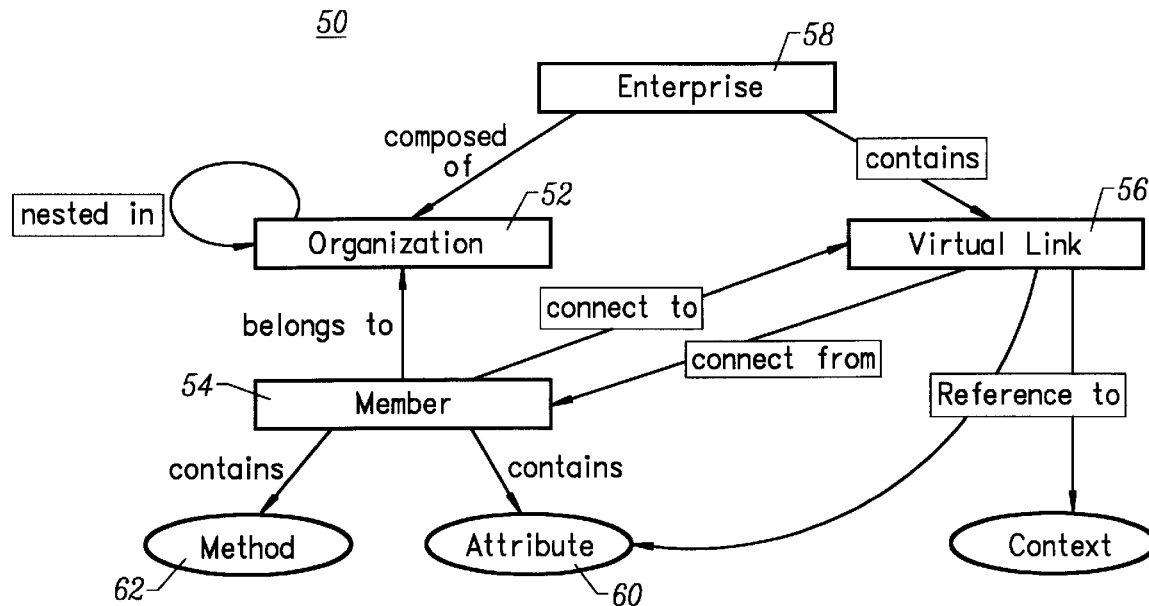 50
58
Enterprise
composed
of
contains
nested in
52
Organization
56
Virtual Link
belongs to
connect to
connect from
54
Member
Reference to
contains
contains
Method
Attribute
Context
62
60